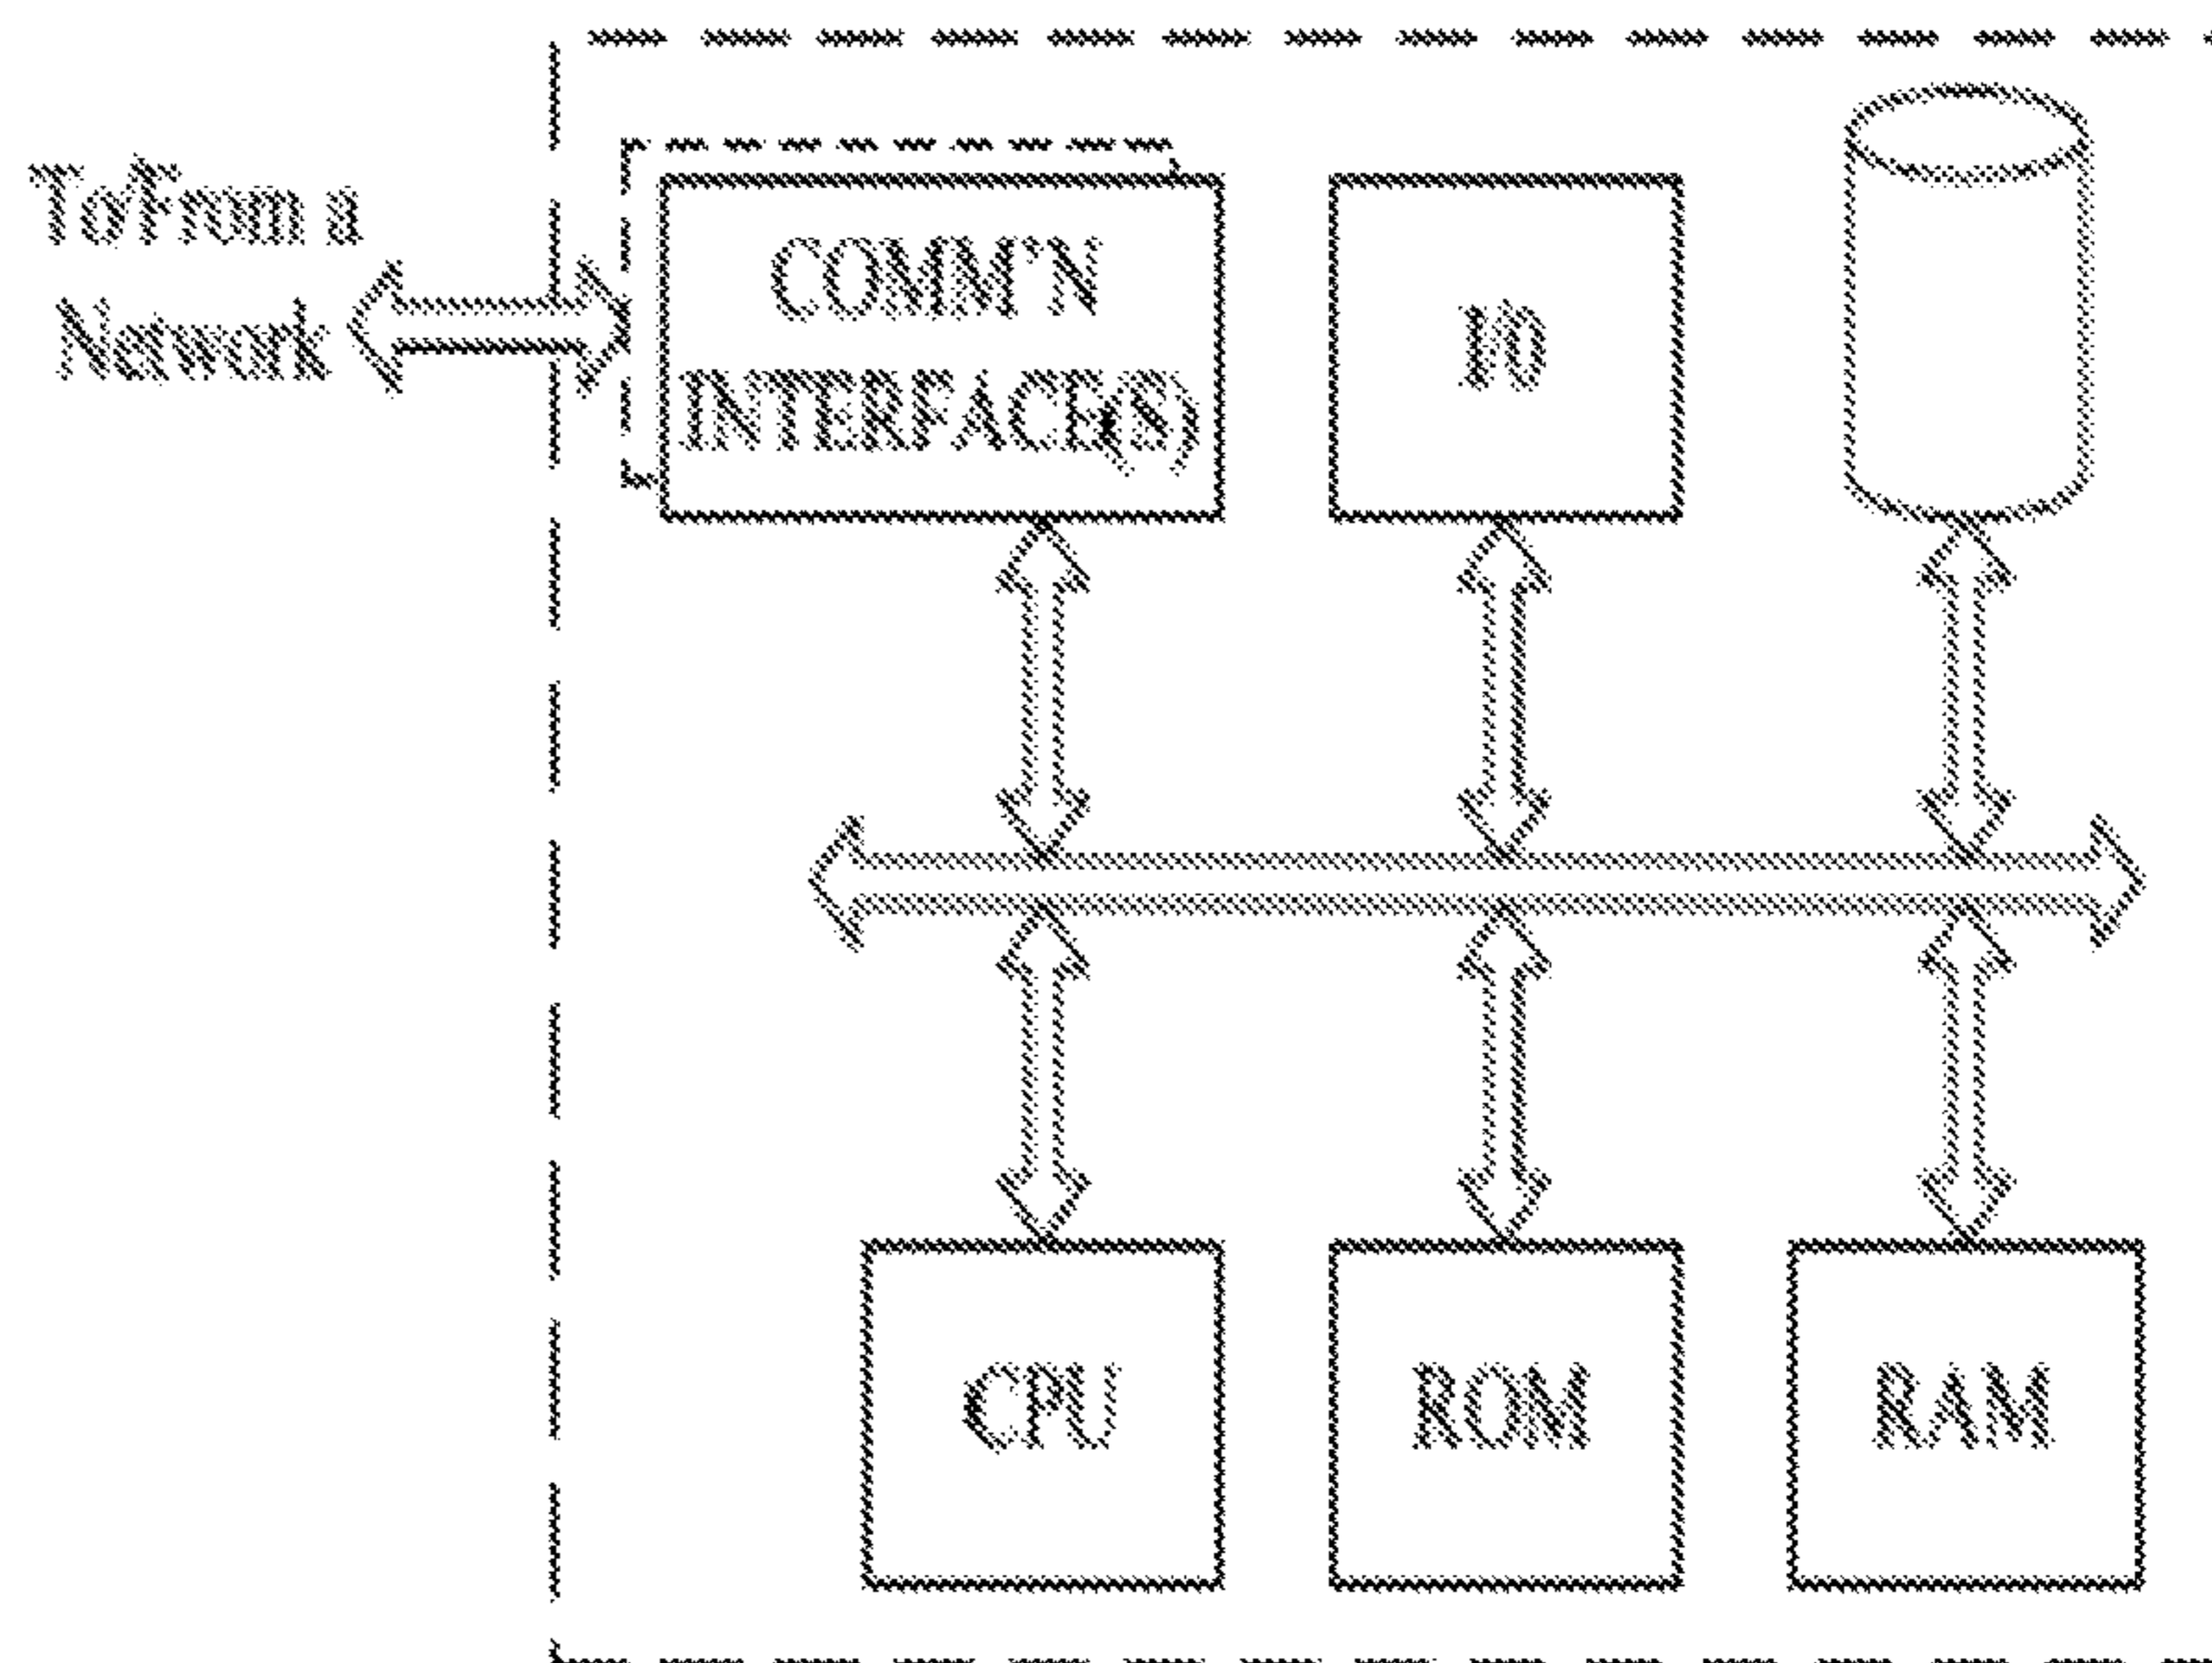 To/From a
Network
COMM'N
INTERFACE(S)
I/O
CPU
ROM
RAM